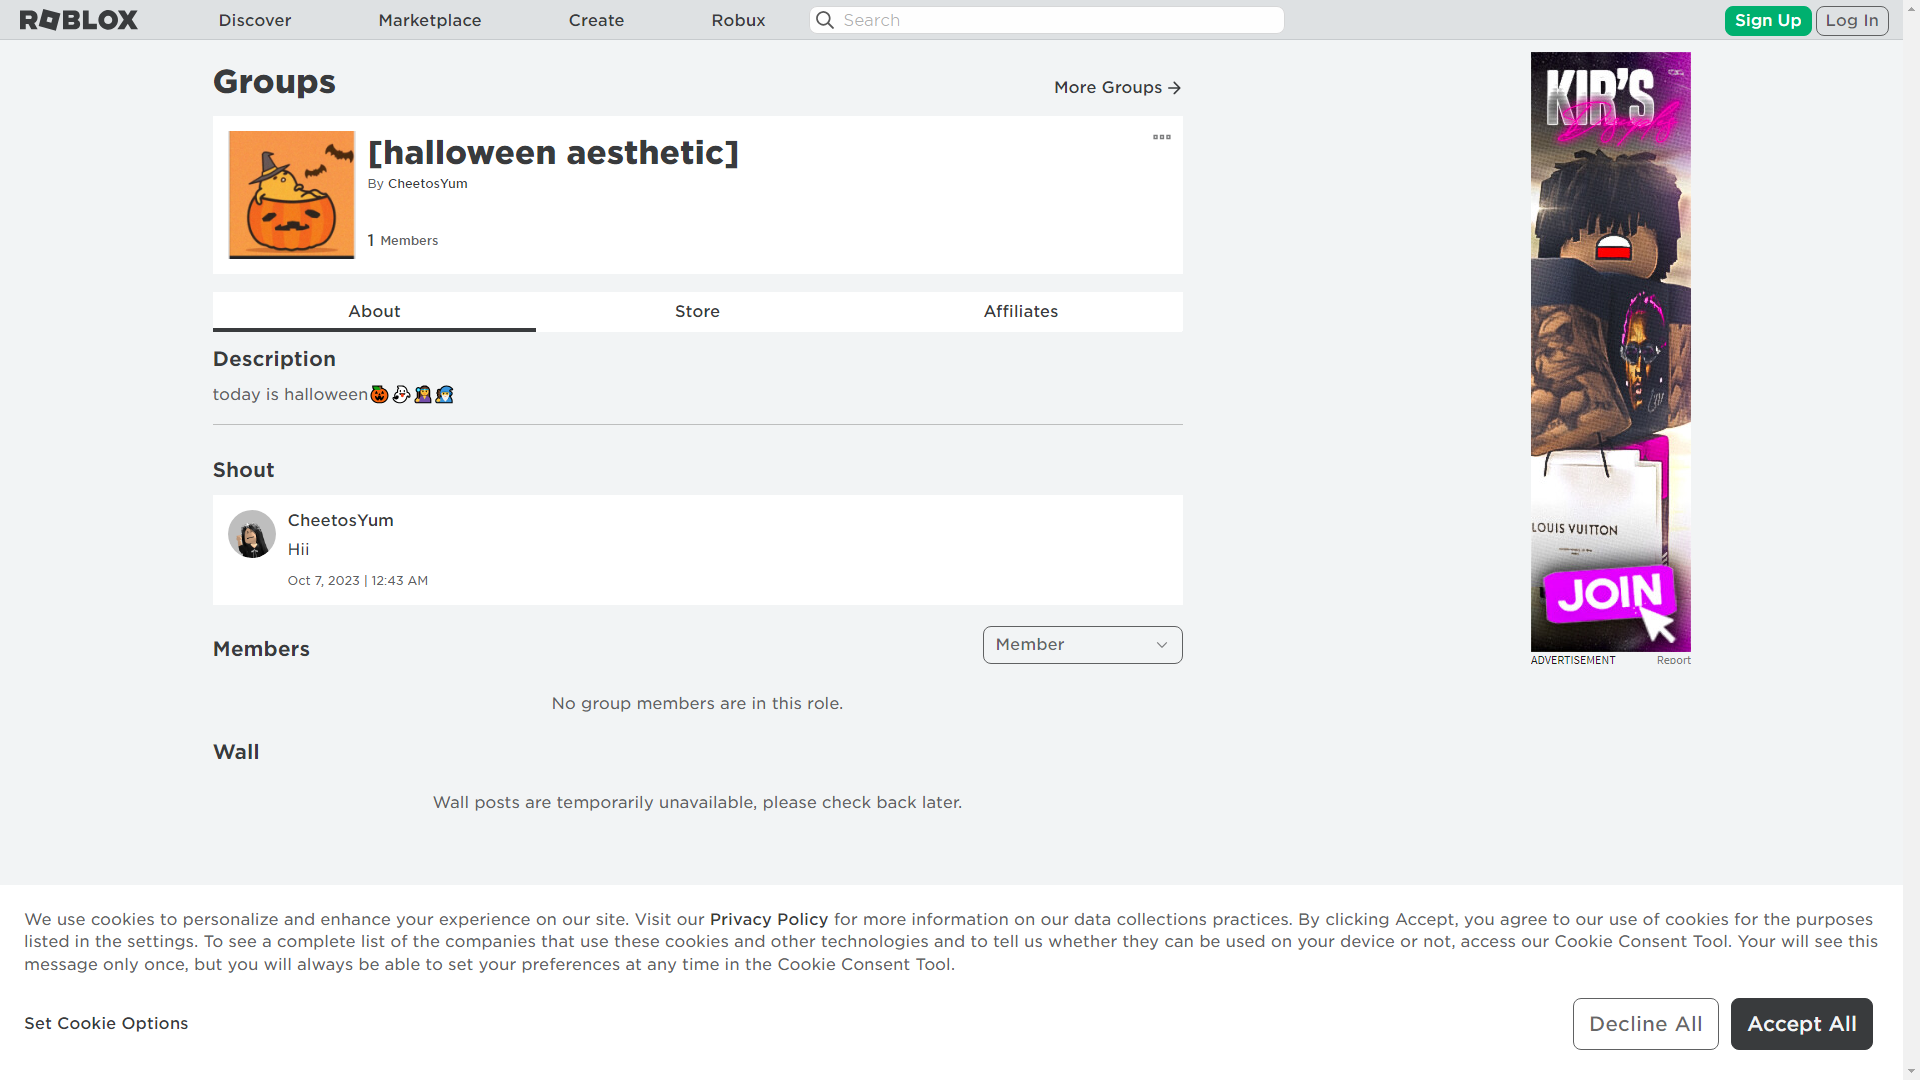 ROBLOX
Discover
Marketplace
Create
Robux
Search
Sign Up
Log In
Groups
More Groups
[halloween aesthetic]
By CheetosYum
1 Members
About
Store
Affiliates
Description
today is halloween🎃👻🧛‍♀️🧙‍♂️
Shout
CheetosYum
Hii
Oct 7, 2023 | 12:43 AM
Members
Member
No group members are in this role.
Wall
Wall posts are temporarily unavailable, please check back later.
KIR'S
LOUIS VUITTON
JOIN
ADVERTISEMENT
Report
We use cookies to personalize and enhance your experience on our site. Visit our Privacy Policy for more information on our data collections practices. By clicking Accept, you agree to our use of cookies for the purposes
listed in the settings. To see a complete list of the companies that use these cookies and other technologies and to tell us whether they can be used on your device or not, access our Cookie Consent Tool. Your will see this
message only once, but you will always be able to set your preferences at any time in the Cookie Consent Tool.
Set Cookie Options
Decline All
Accept All